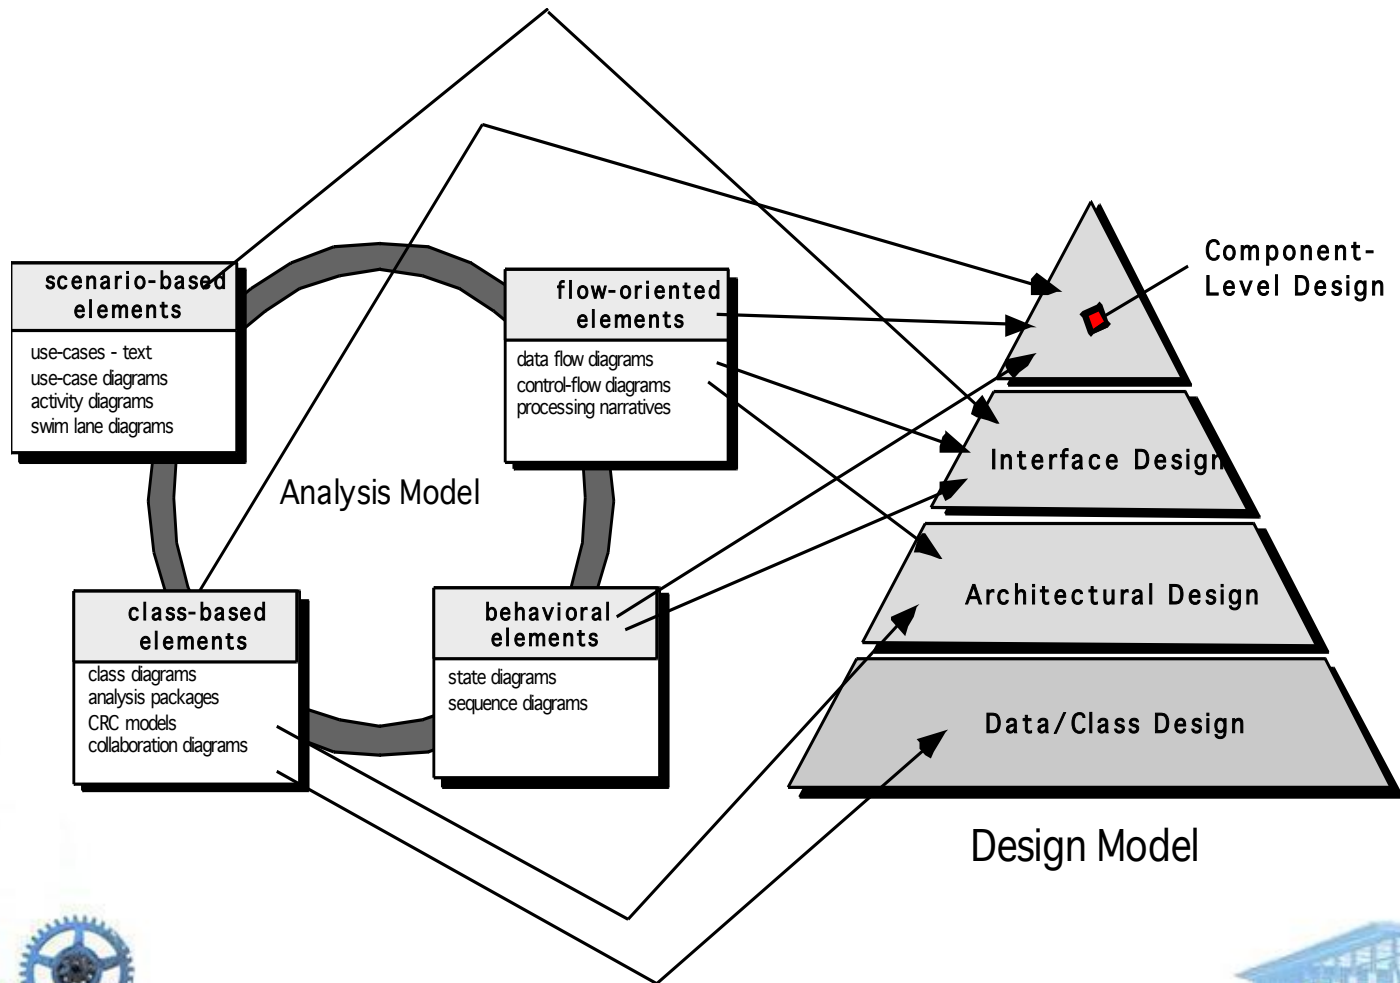 scenario-based
elements
use-cases - text
use-case diagrams
activity diagrams
swim lane diagrams
flow-oriented
elements
data flow diagrams
control-flow diagrams
processing narratives
Analysis Model
class-based
elements
class diagrams
analysis packages
CRC models
collaboration diagrams
behavioral
elements
state diagrams
sequence diagrams
Component-
Level Design
Interface Design
Architectural Design
Data/Class Design
Design Model